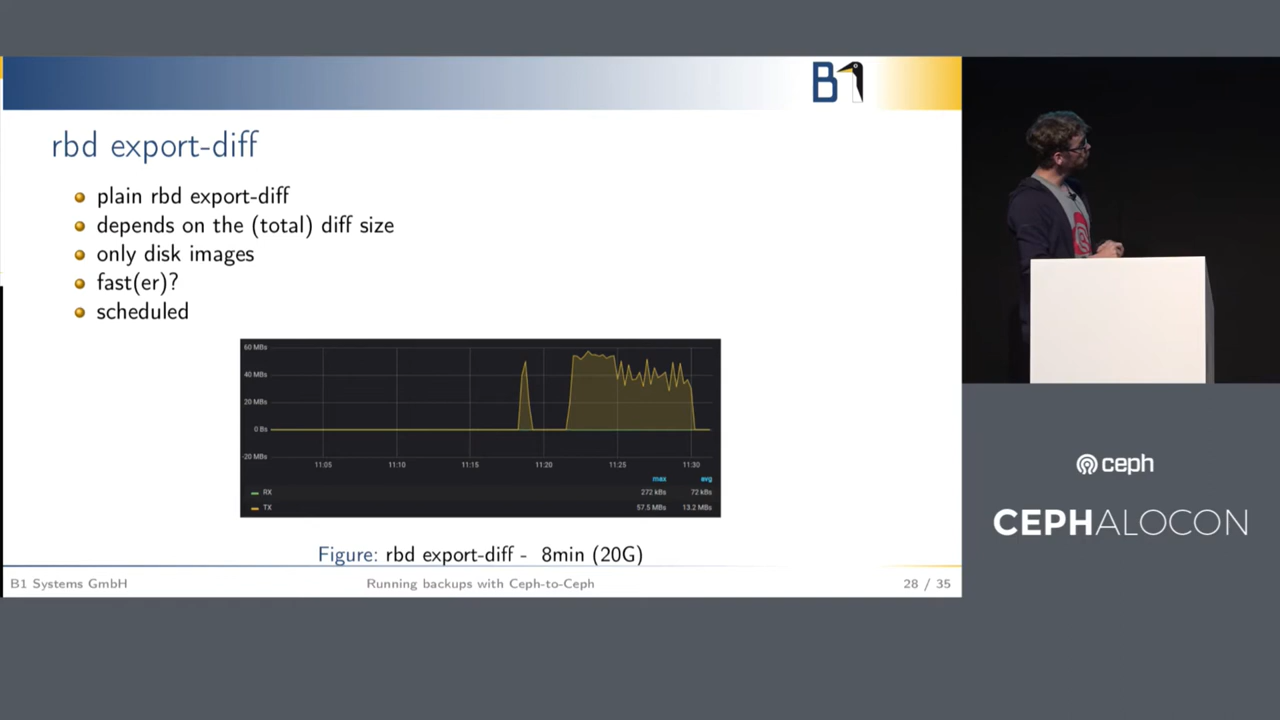 B1
rbd export-diff
plain rbd export-diff
depends on the (total) diff size
only disk images
fast(er)?
scheduled
60 MBs
40 MBs
20 MBs
0 Bs
-20 MBs
11:05 11:10 11:15 11:20 11:25 11:30
max avg
RX 272 kBs 72 kBs
TX 57.5 MBs 13.2 MBs
Figure: rbd export-diff - 8min (20G)
B1 Systems GmbH Running backups with Ceph-to-Ceph 28 / 35
ceph
CEPHALOCON